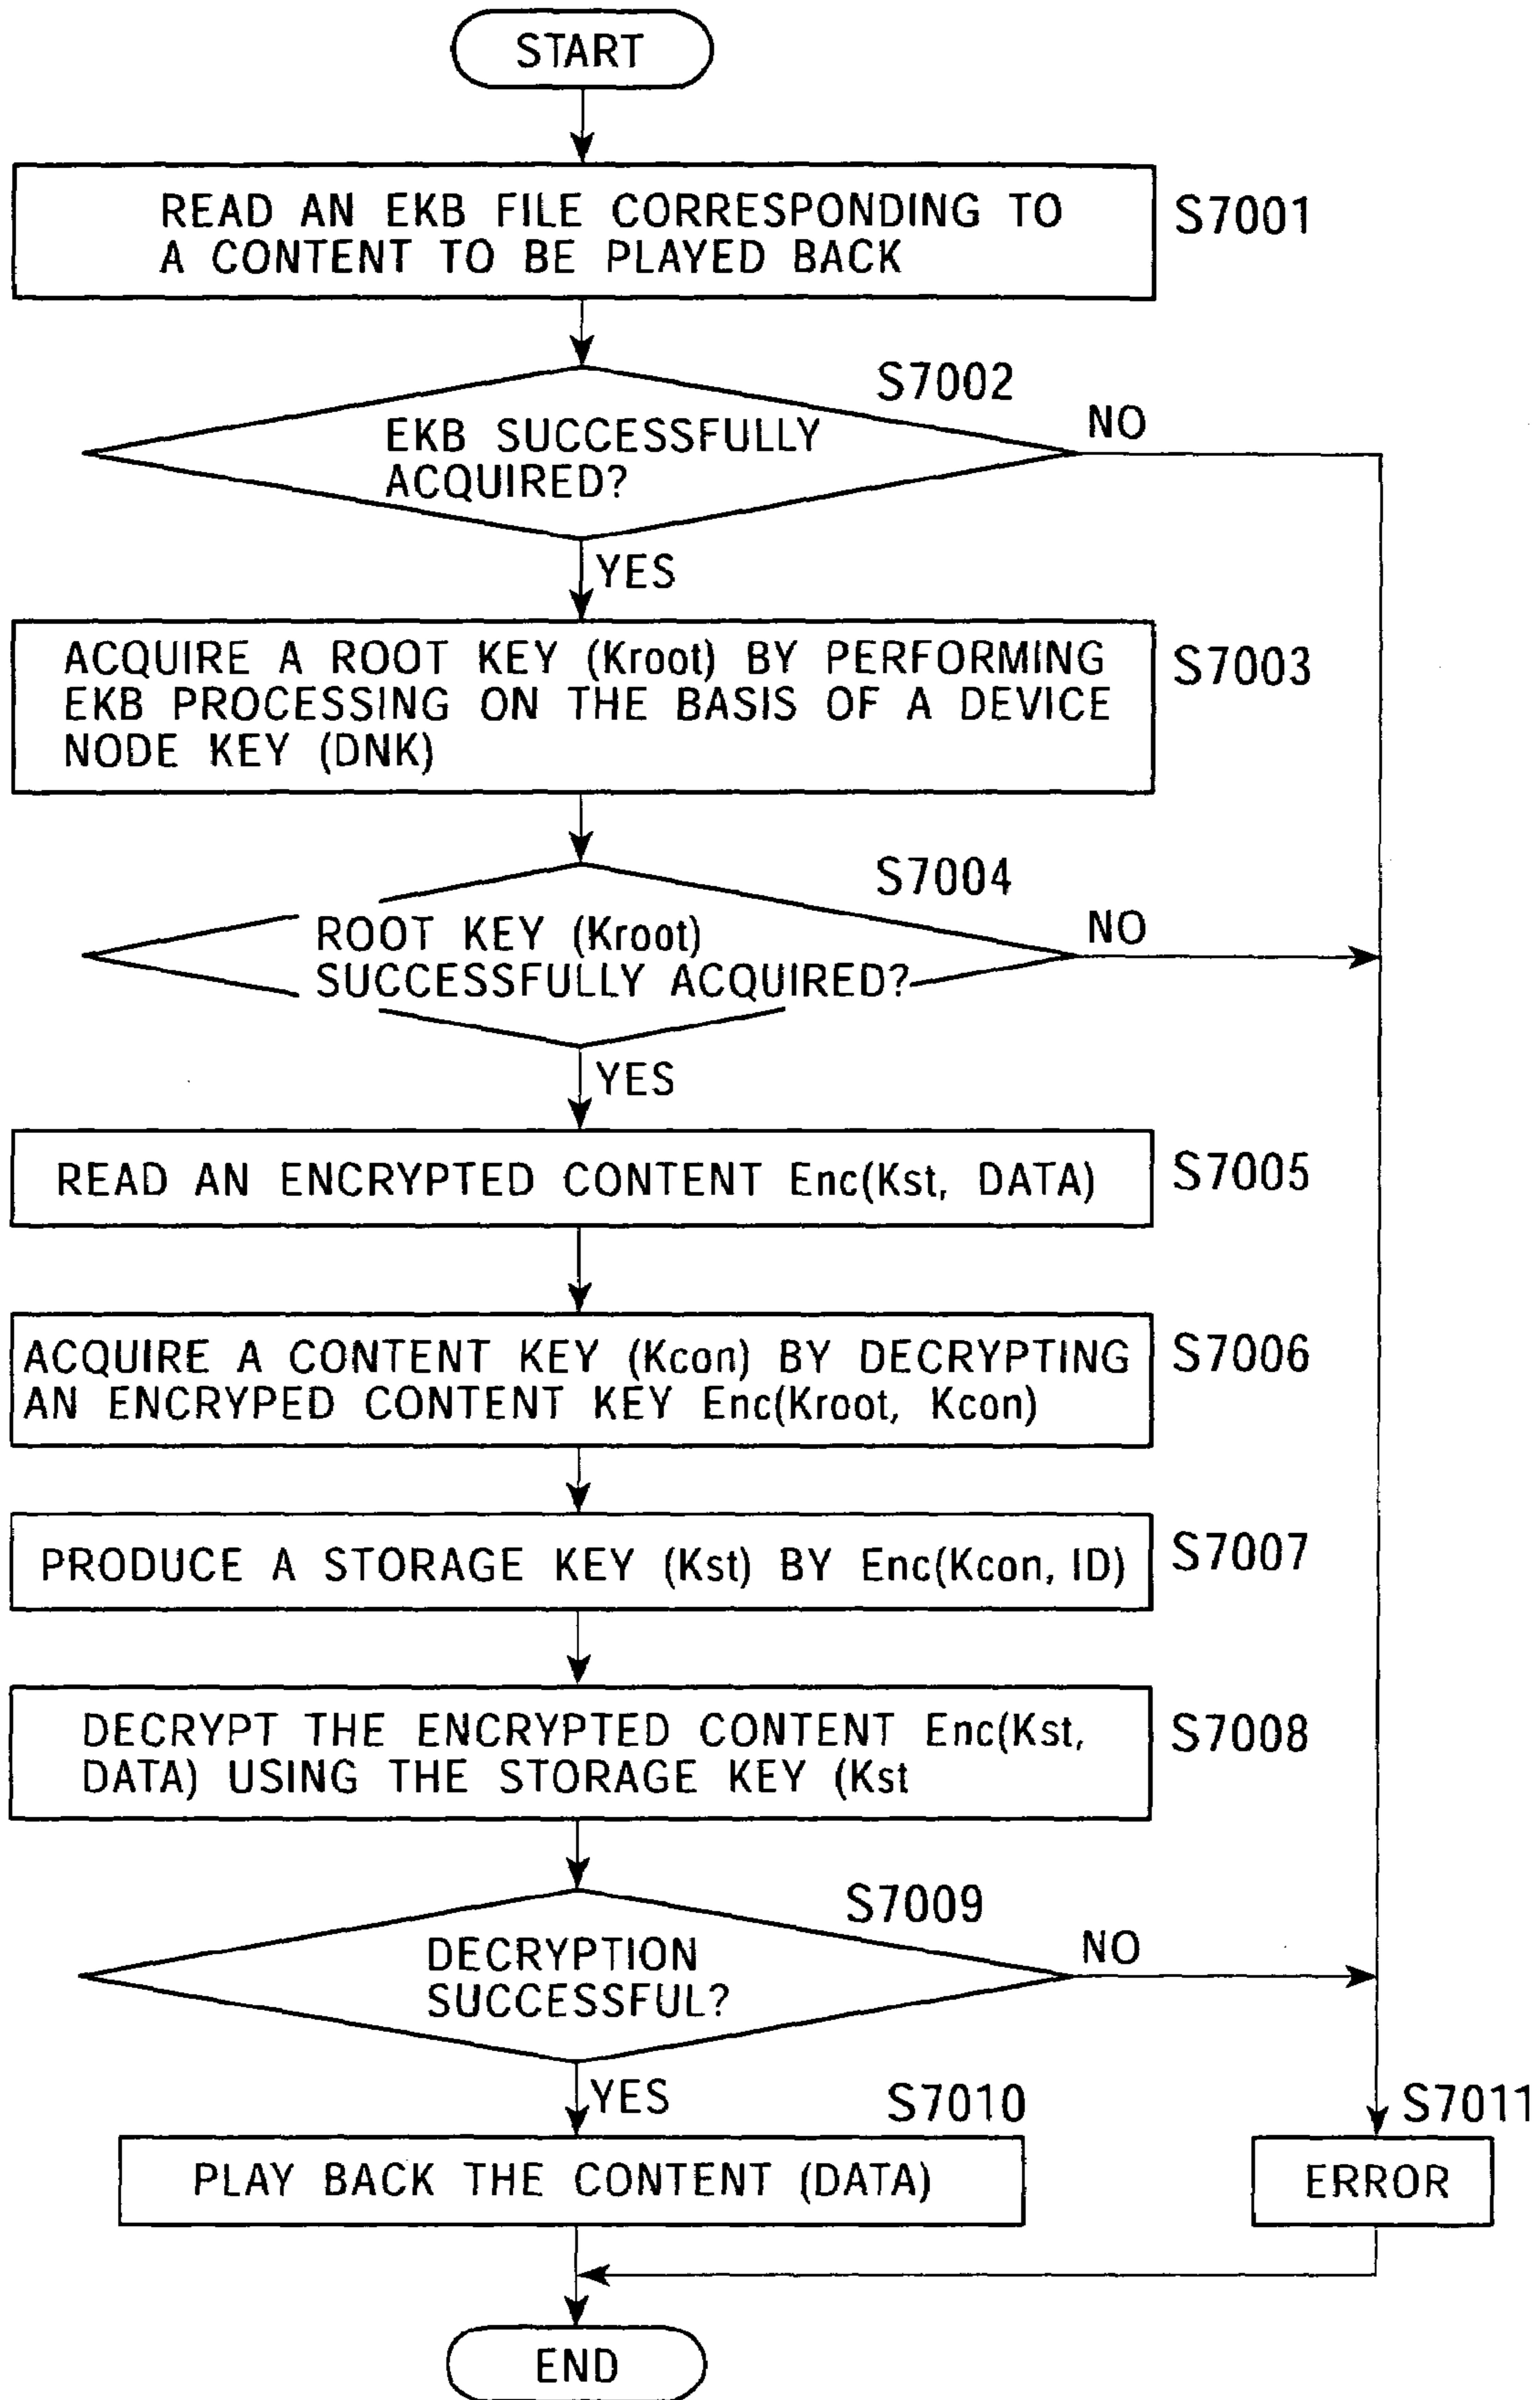 START
READ AN EKB FILE CORRESPONDING TO
A CONTENT TO BE PLAYED BACK
S7001
S7002
EKB SUCCESSFULLY
ACQUIRED?
NO
YES
ACQUIRE A ROOT KEY (Kroot) BY PERFORMING
EKB PROCESSING ON THE BASIS OF A DEVICE
NODE KEY (DNK)
S7003
S7004
ROOT KEY (Kroot)
SUCCESSFULLY ACQUIRED?
NO
YES
READ AN ENCRYPTED CONTENT Enc(Kst, DATA)
S7005
ACQUIRE A CONTENT KEY (Kcon) BY DECRYPTING
AN ENCRYPED CONTENT KEY Enc(Kroot, Kcon)
S7006
PRODUCE A STORAGE KEY (Kst) BY Enc(Kcon, ID)
S7007
DECRYPT THE ENCRYPTED CONTENT Enc(Kst,
DATA) USING THE STORAGE KEY (Kst
S7008
S7009
DECRYPTION
SUCCESSFUL?
NO
YES
S7010
S7011
PLAY BACK THE CONTENT (DATA)
ERROR
END